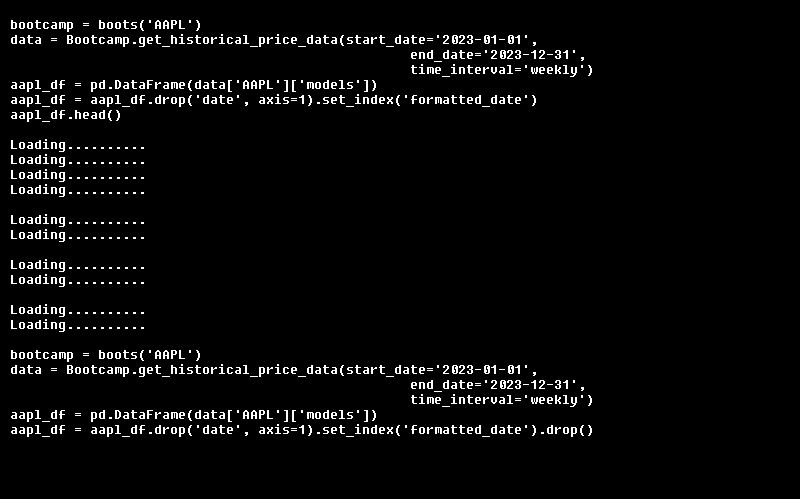 bootcamp = boots('AAPL')
data = Bootcamp.get_historical_price_data(start_date='2023-01-01',
end_date='2023-12-31',
time_interval='weekly')
aapl_df = pd.DataFrame(data['AAPL']['models'])
aapl_df = aapl_df.drop('date', axis=1).set_index('formatted_date')
aapl_df.head()
Loading..........
Loading..........
Loading..........
Loading..........
Loading..........
Loading..........
Loading..........
Loading..........
Loading..........
Loading..........
bootcamp = boots('AAPL')
data = Bootcamp.get_historical_price_data(start_date='2023-01-01',
end_date='2023-12-31',
time_interval='weekly')
aapl_df = pd.DataFrame(data['AAPL']['models'])
aapl_df = aapl_df.drop('date', axis=1).set_index('formatted_date').drop()